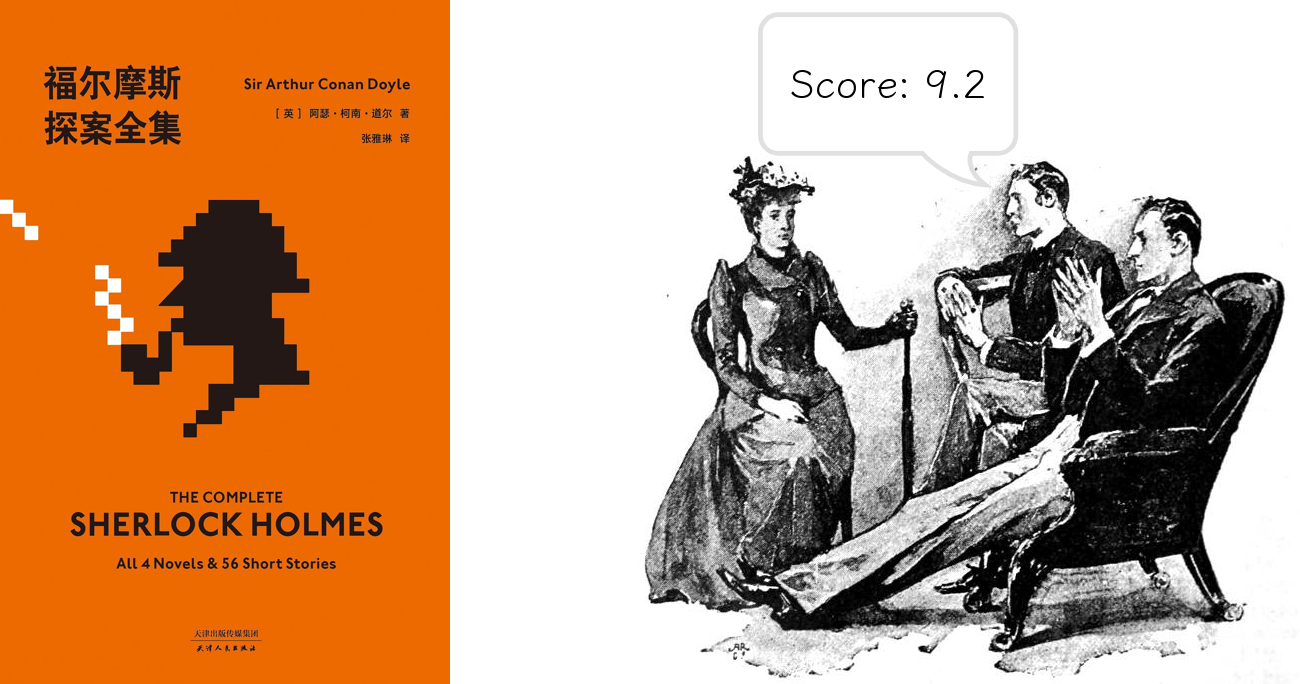 福尔摩斯
探案全集
Sir Arthur Conan Doyle
[ 英 ] 阿瑟·柯南·道尔 著
张雅琳 译
THE COMPLETE
SHERLOCK HOLMES
All 4 Novels & 56 Short Stories
天津出版传媒集团
天津人民出版社
Score: 9.2